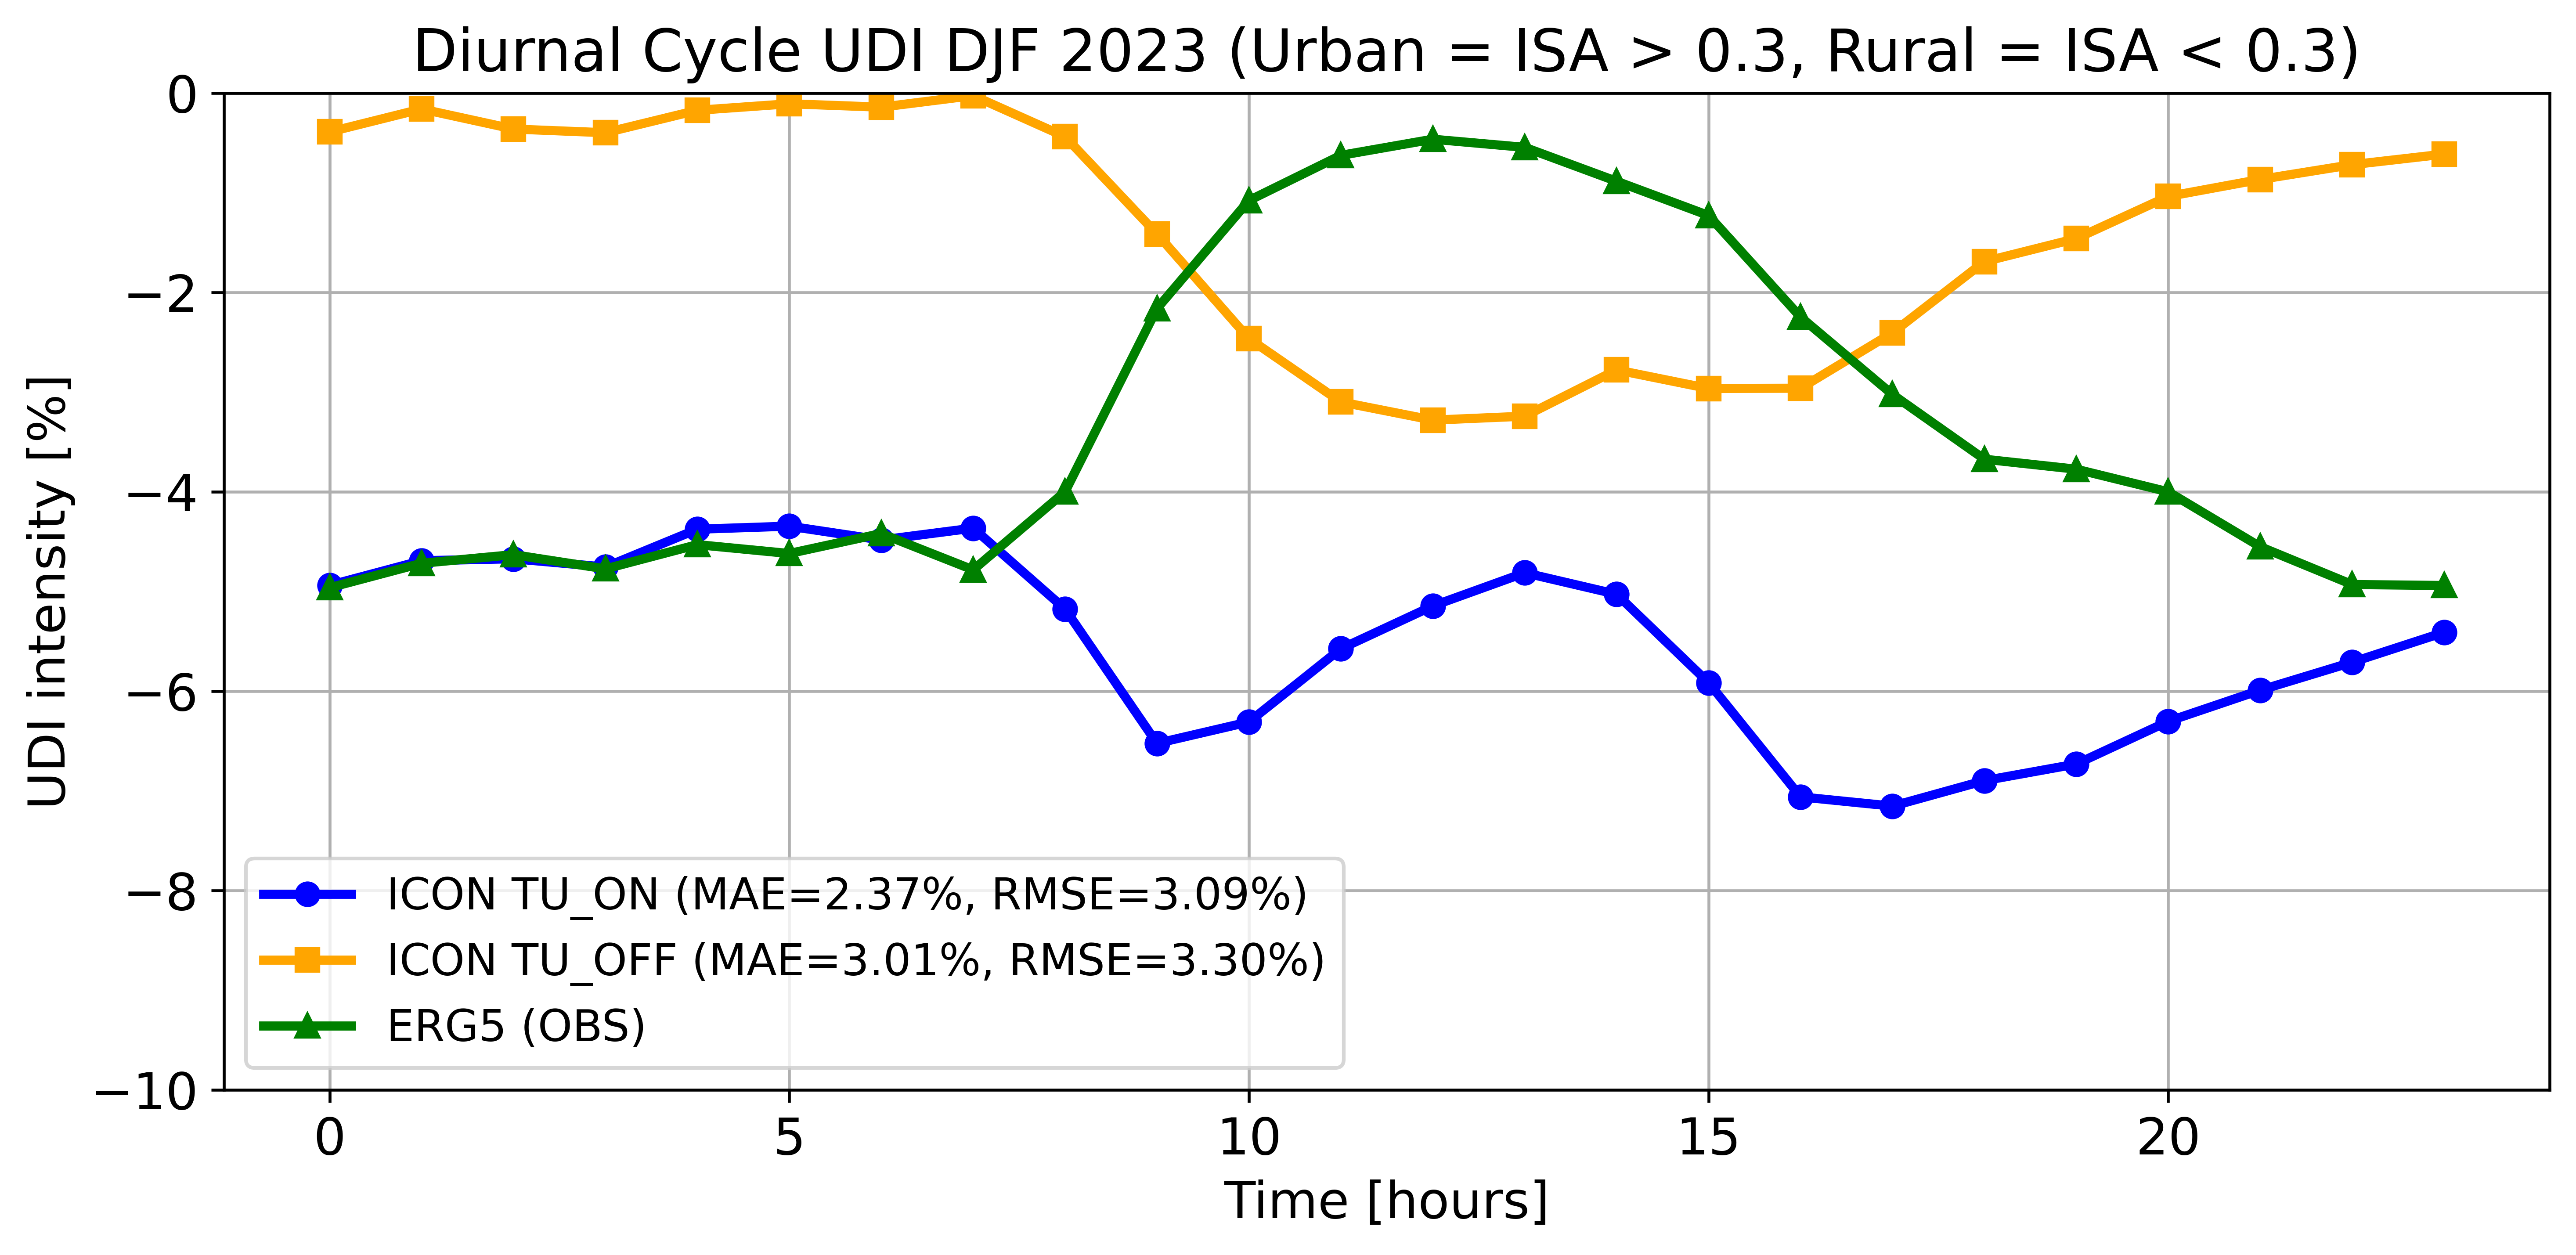 Diurnal Cycle UDI DJF 2023 (Urban = ISA > 0.3, Rural = ISA < 0.3)
UDI intensity [%]
0
−2
−4
−6
−8
−10
ICON TU_ON (MAE=2.37%, RMSE=3.09%)
ICON TU_OFF (MAE=3.01%, RMSE=3.30%)
ERG5 (OBS)
0 5 10 15 20
Time [hours]